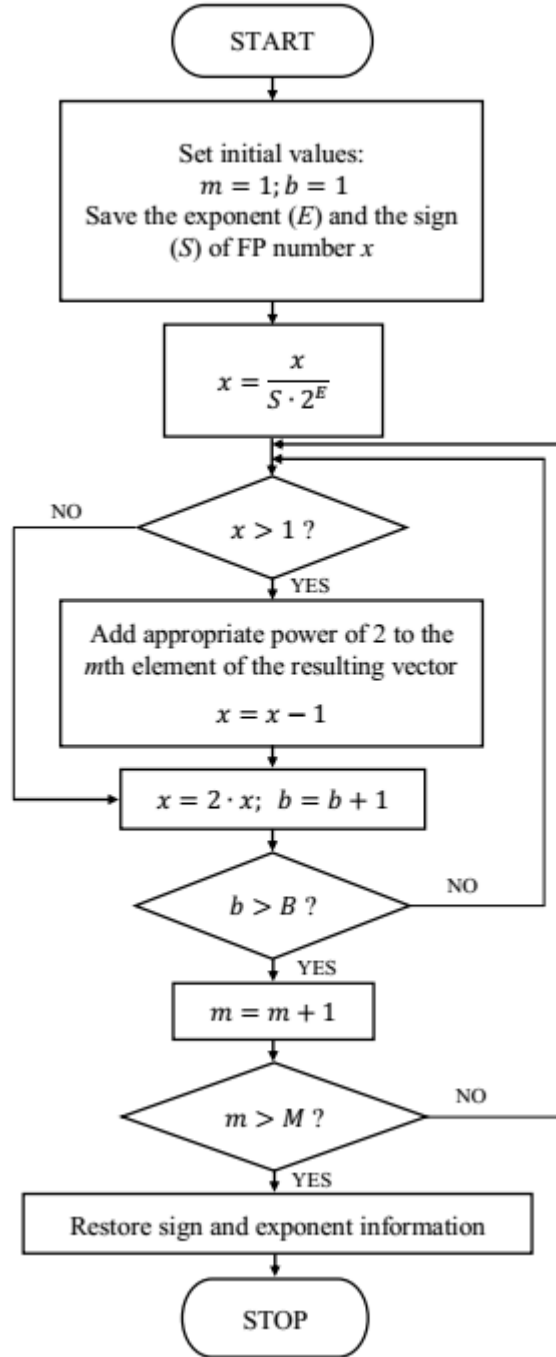 START
Set initial values:
m = 1; b = 1
Save the exponent (E) and the sign
(S) of FP number x
x = x / (S · 2^E)
x > 1 ?
NO
YES
Add appropriate power of 2 to the
mth element of the resulting vector
x = x − 1
x = 2 · x; b = b + 1
b > B ?
NO
YES
m = m + 1
m > M ?
NO
YES
Restore sign and exponent information
STOP